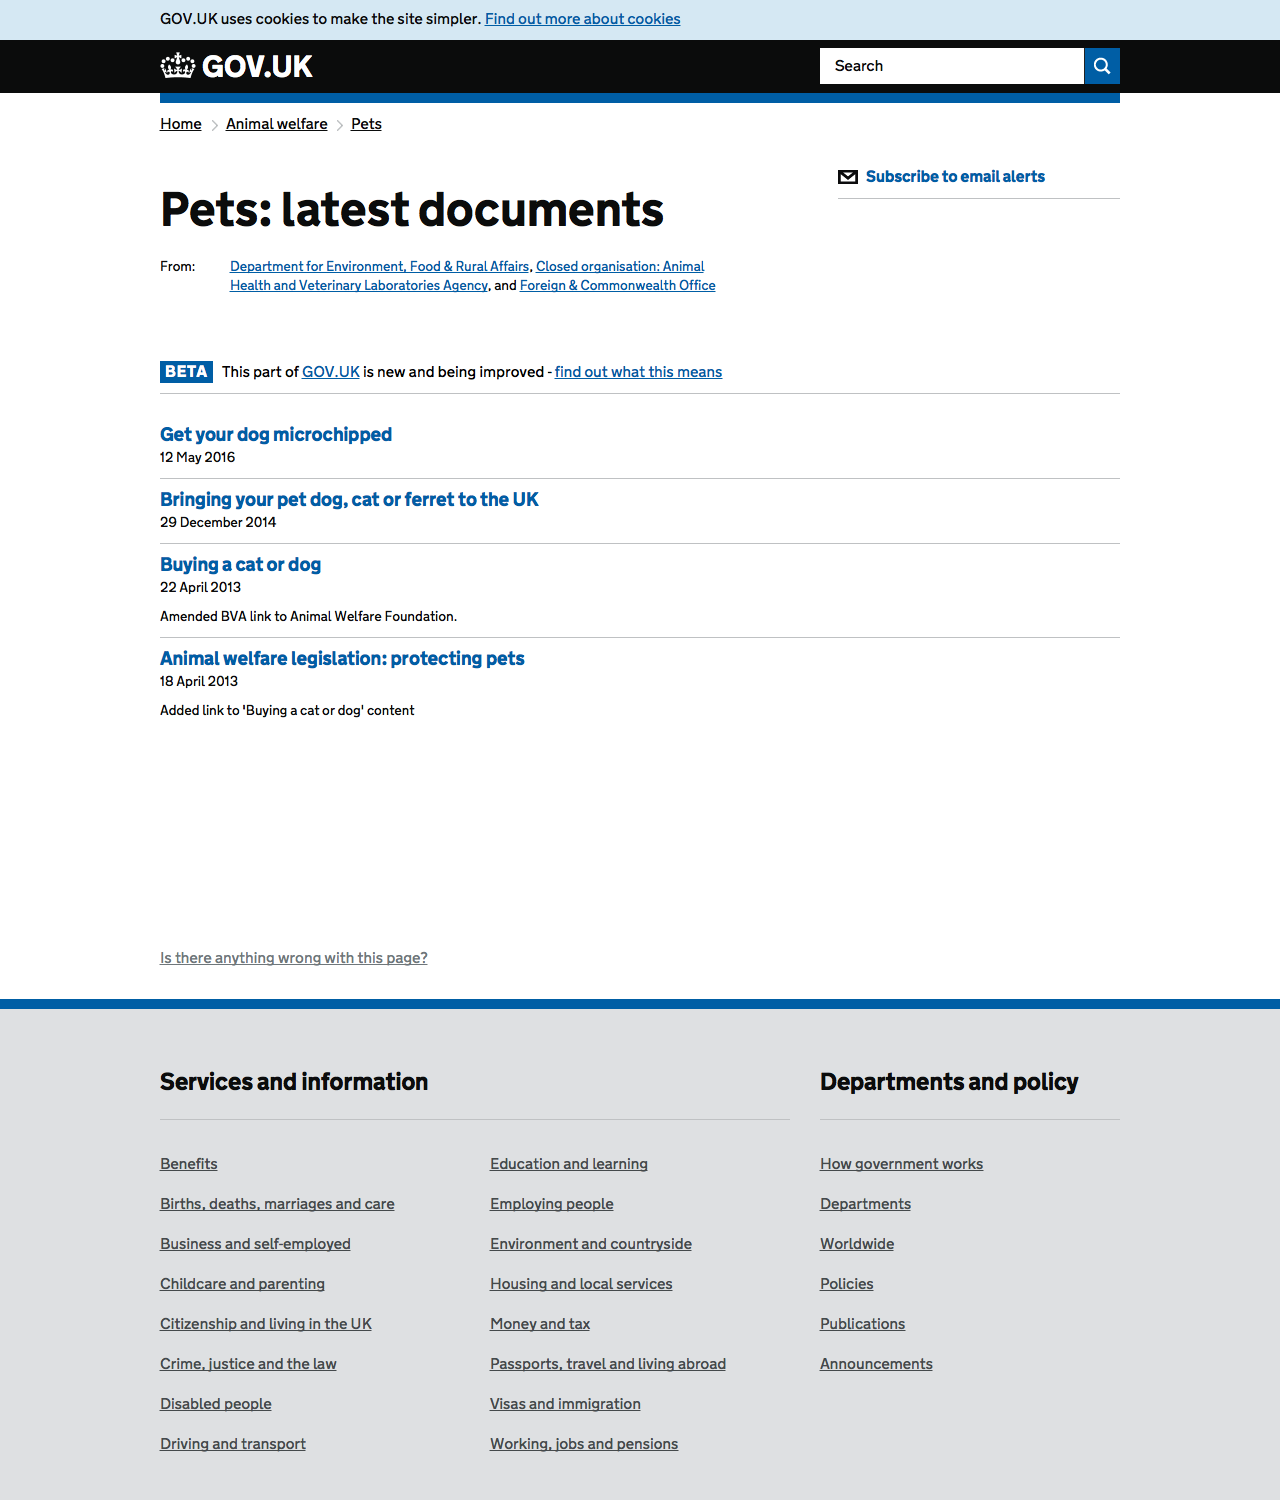 GOV.UK uses cookies to make the site simpler. Find out more about cookies
GOV.UK
Search
Home
Animal welfare
Pets
Subscribe to email alerts
Pets: latest documents
From:
Department for Environment, Food & Rural Affairs, Closed organisation: Animal
Health and Veterinary Laboratories Agency, and Foreign & Commonwealth Office
BETA This part of GOV.UK is new and being improved - find out what this means
Get your dog microchipped
12 May 2016
Bringing your pet dog, cat or ferret to the UK
29 December 2014
Buying a cat or dog
22 April 2013
Amended BVA link to Animal Welfare Foundation.
Animal welfare legislation: protecting pets
18 April 2013
Added link to 'Buying a cat or dog' content
Is there anything wrong with this page?
Services and information
Benefits
Births, deaths, marriages and care
Business and self-employed
Childcare and parenting
Citizenship and living in the UK
Crime, justice and the law
Disabled people
Driving and transport
Education and learning
Employing people
Environment and countryside
Housing and local services
Money and tax
Passports, travel and living abroad
Visas and immigration
Working, jobs and pensions
Departments and policy
How government works
Departments
Worldwide
Policies
Publications
Announcements